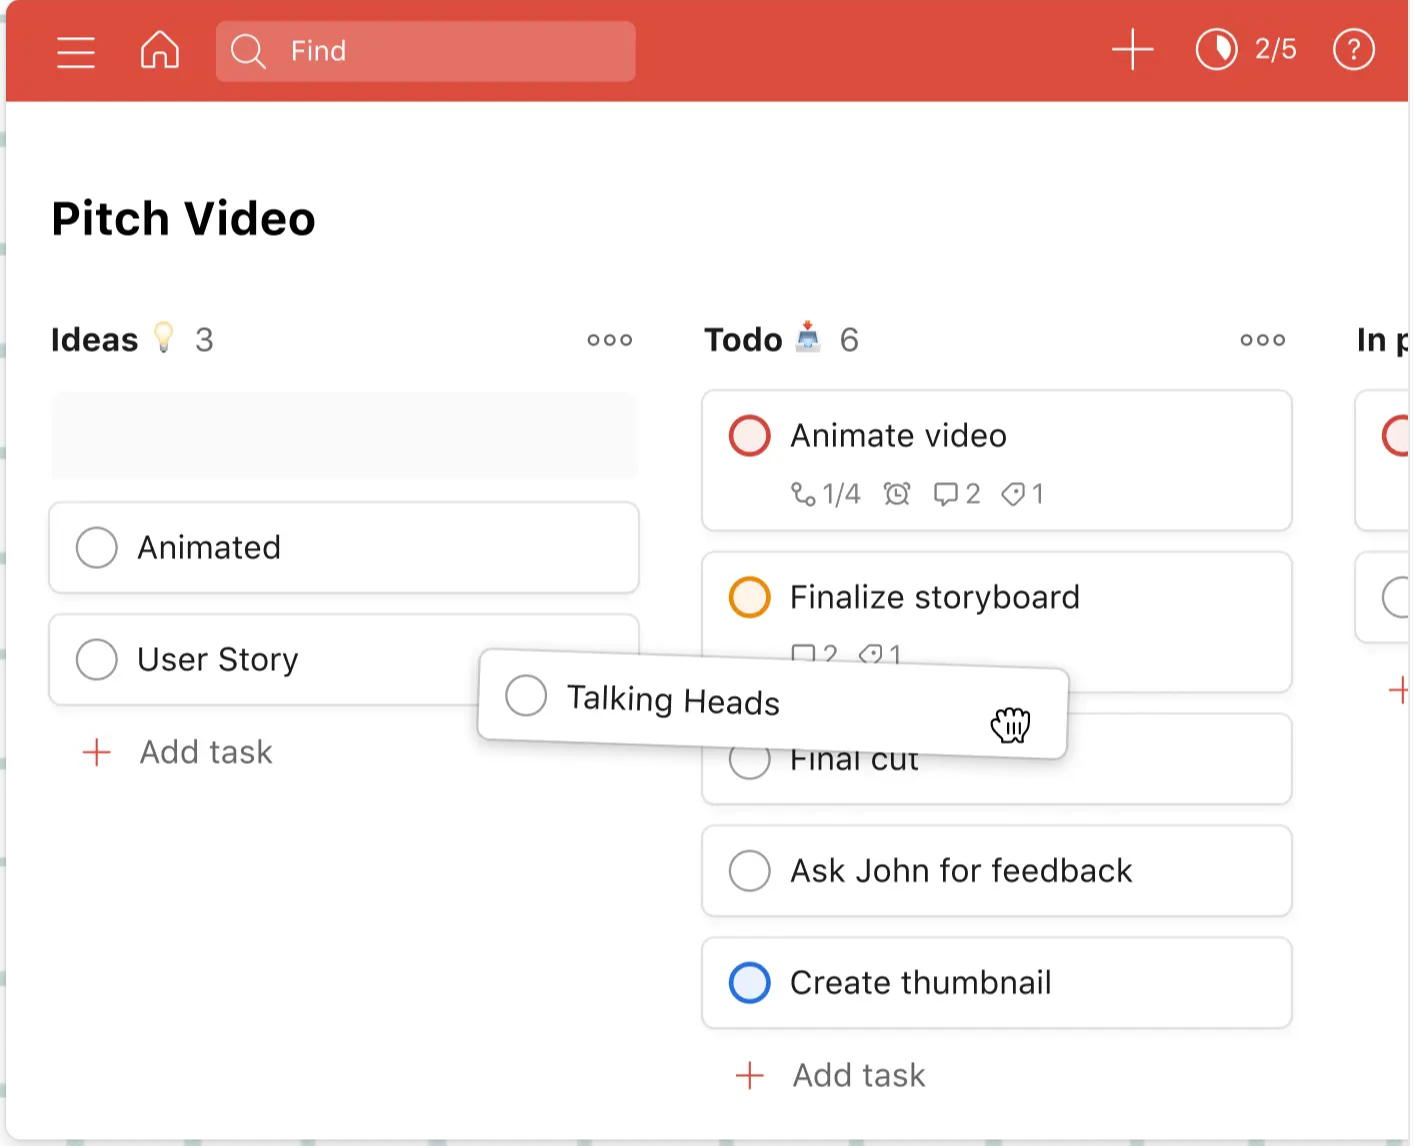 Find
2/5
?
Pitch Video
Ideas 3
Animated
User Story
Add task
Talking Heads
Todo 6
Animate video
1/4 2 1
Finalize storyboard
2 1
Final cut
Ask John for feedback
Create thumbnail
Add task
In